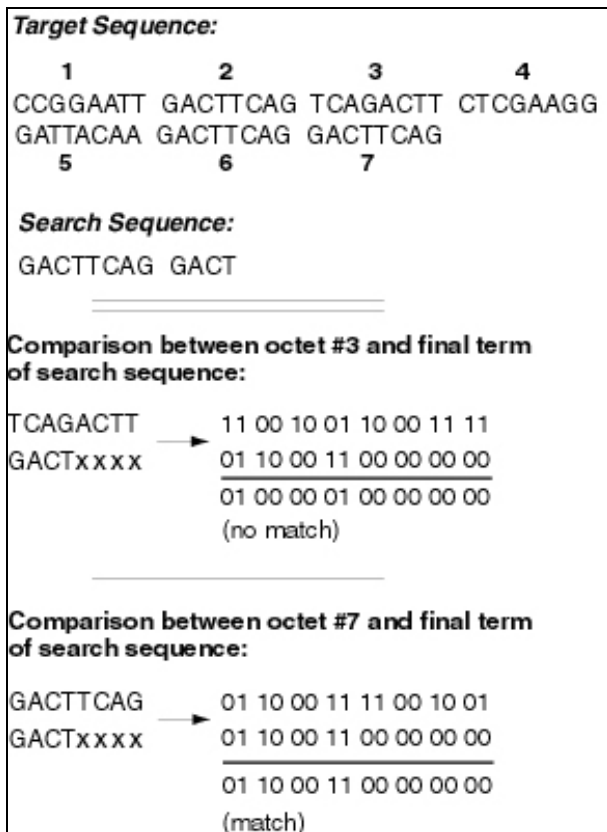 Target Sequence:
1 2 3 4
CCGGAATT GACTTCAG TCAGACTT CTCGAAGG
GATTACAA GACTTCAG GACTTCAG
5 6 7
Search Sequence:
GACTTCAG GACT
Comparison between octet #3 and final term
of search sequence:
TCAGACTT 11 00 10 01 10 00 11 11
GACTxxxx 01 10 00 11 00 00 00 00
01 00 00 01 00 00 00 00
(no match)
Comparison between octet #7 and final term
of search sequence:
GACTTCAG 01 10 00 11 11 00 10 01
GACTxxxx 01 10 00 11 00 00 00 00
01 10 00 11 00 00 00 00
(match)